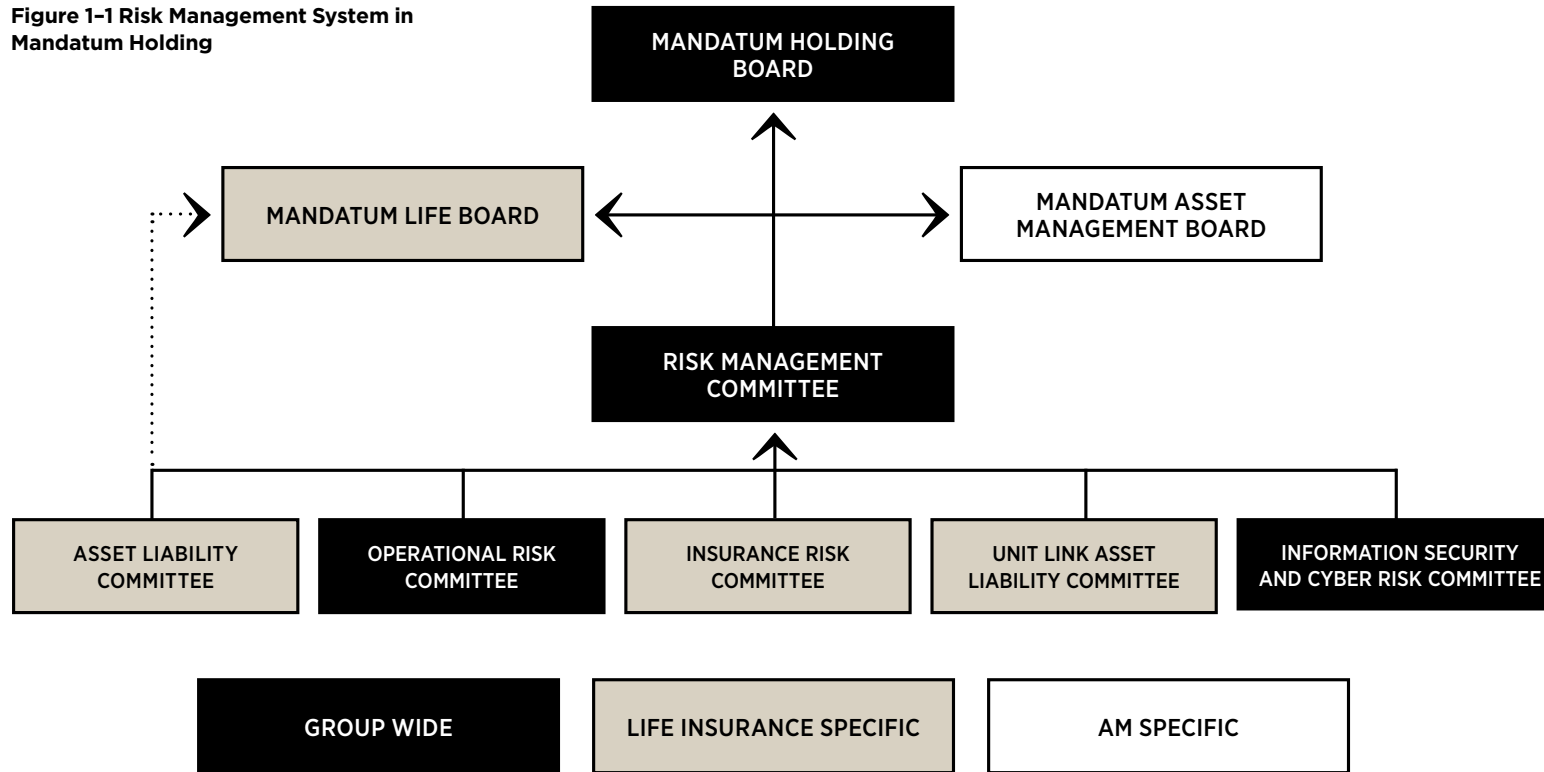 Figure 1–1 Risk Management System in
Mandatum Holding
MANDATUM HOLDING
BOARD
MANDATUM LIFE BOARD
MANDATUM ASSET
MANAGEMENT BOARD
RISK MANAGEMENT
COMMITTEE
ASSET LIABILITY
COMMITTEE
OPERATIONAL RISK
COMMITTEE
INSURANCE RISK
COMMITTEE
UNIT LINK ASSET
LIABILITY COMMITTEE
INFORMATION SECURITY
AND CYBER RISK COMMITTEE
GROUP WIDE
LIFE INSURANCE SPECIFIC
AM SPECIFIC